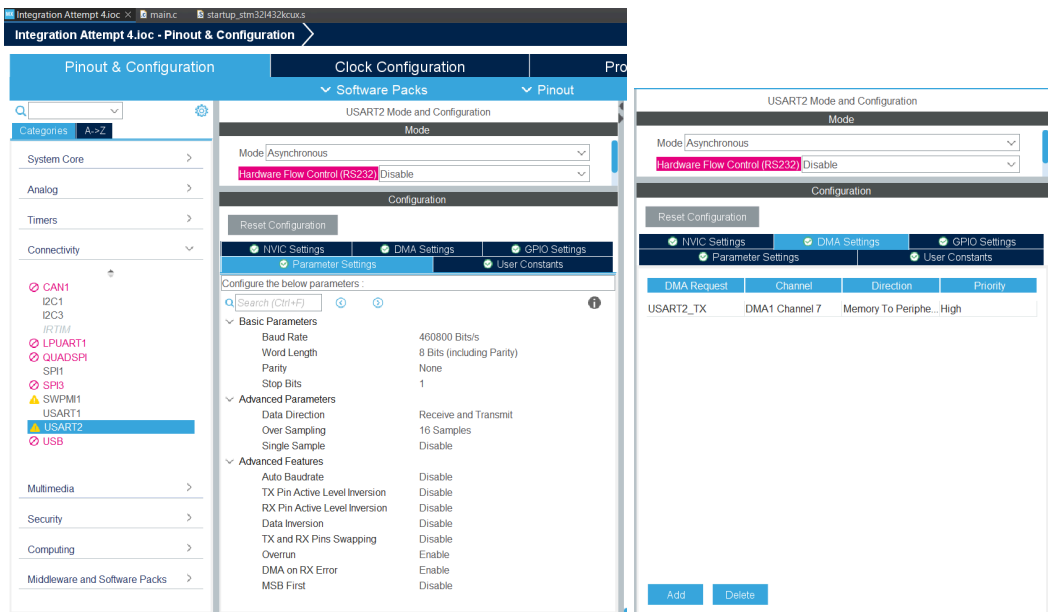 Integration Attempt 4.ioc × main.c startup_stm32l432kcux.s
Integration Attempt 4.ioc - Pinout & Configuration
Pinout & Configuration Clock Configuration Pro
Software Packs Pinout
Categories A->Z
System Core
Analog
Timers
Connectivity
CAN1
I2C1
I2C3
IRTIM
LPUART1
QUADSPI
SPI1
SPI3
SWPMI1
USART1
USART2
USB
Multimedia
Security
Computing
Middleware and Software Packs
USART2 Mode and Configuration
Mode
Mode Asynchronous
Hardware Flow Control (RS232) Disable
Configuration
Reset Configuration
NVIC Settings DMA Settings GPIO Settings
Parameter Settings User Constants
Configure the below parameters :
Search (Ctrl+F)
Basic Parameters
Baud Rate 460800 Bits/s
Word Length 8 Bits (including Parity)
Parity None
Stop Bits 1
Advanced Parameters
Data Direction Receive and Transmit
Over Sampling 16 Samples
Single Sample Disable
Advanced Features
Auto Baudrate Disable
TX Pin Active Level Inversion Disable
RX Pin Active Level Inversion Disable
Data Inversion Disable
TX and RX Pins Swapping Disable
Overrun Enable
DMA on RX Error Enable
MSB First Disable
USART2 Mode and Configuration
Mode
Mode Asynchronous
Hardware Flow Control (RS232) Disable
Configuration
Reset Configuration
NVIC Settings DMA Settings GPIO Settings
Parameter Settings User Constants
DMA Request Channel Direction Priority
USART2_TX DMA1 Channel 7 Memory To Periphe... High
Add Delete